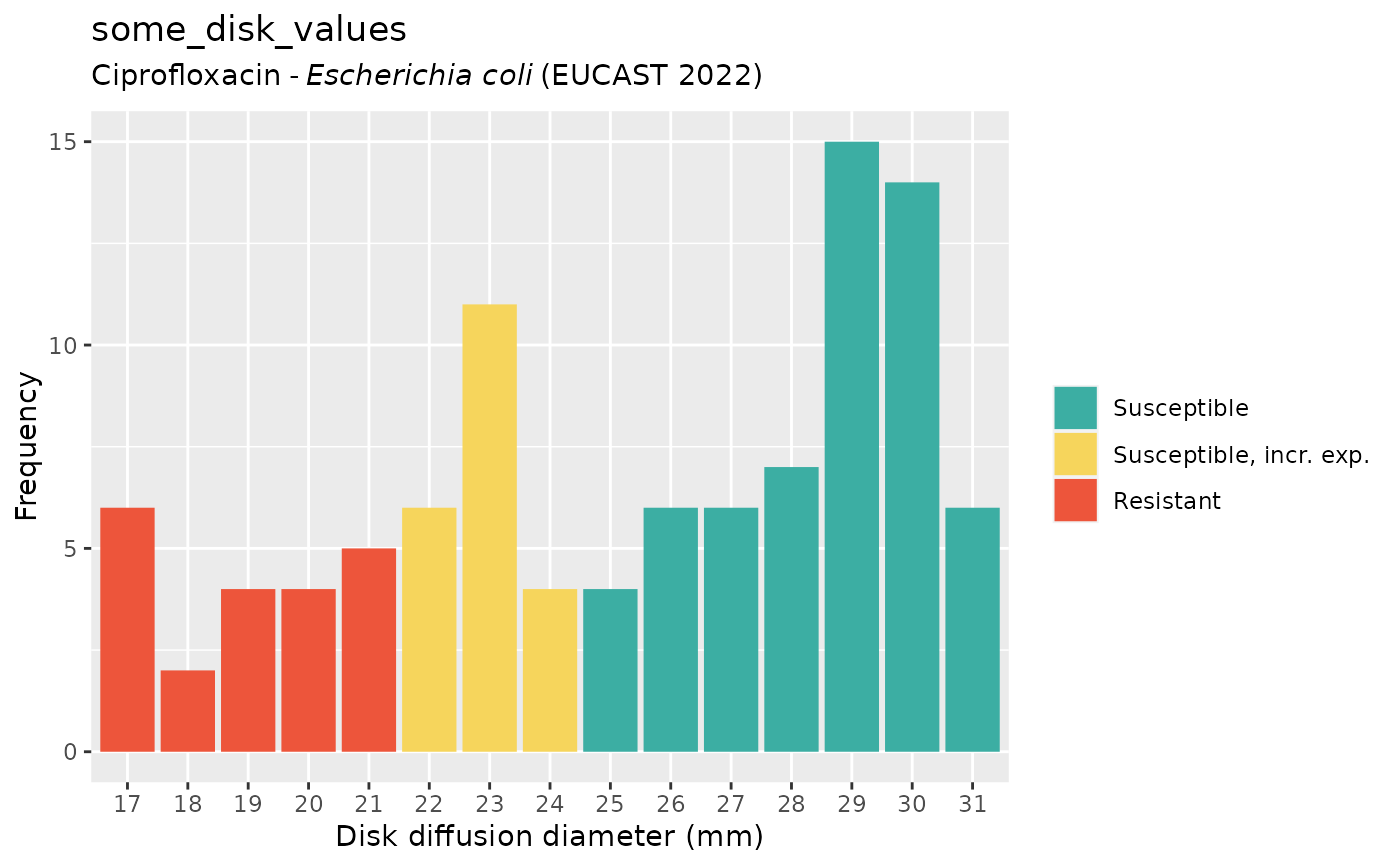 some_disk_values
Ciprofloxacin - Escherichia coli (EUCAST 2022)
Frequency
15
10
5
0
17 18 19 20 21 22 23 24 25 26 27 28 29 30 31
Disk diffusion diameter (mm)
Susceptible
Susceptible, incr. exp.
Resistant